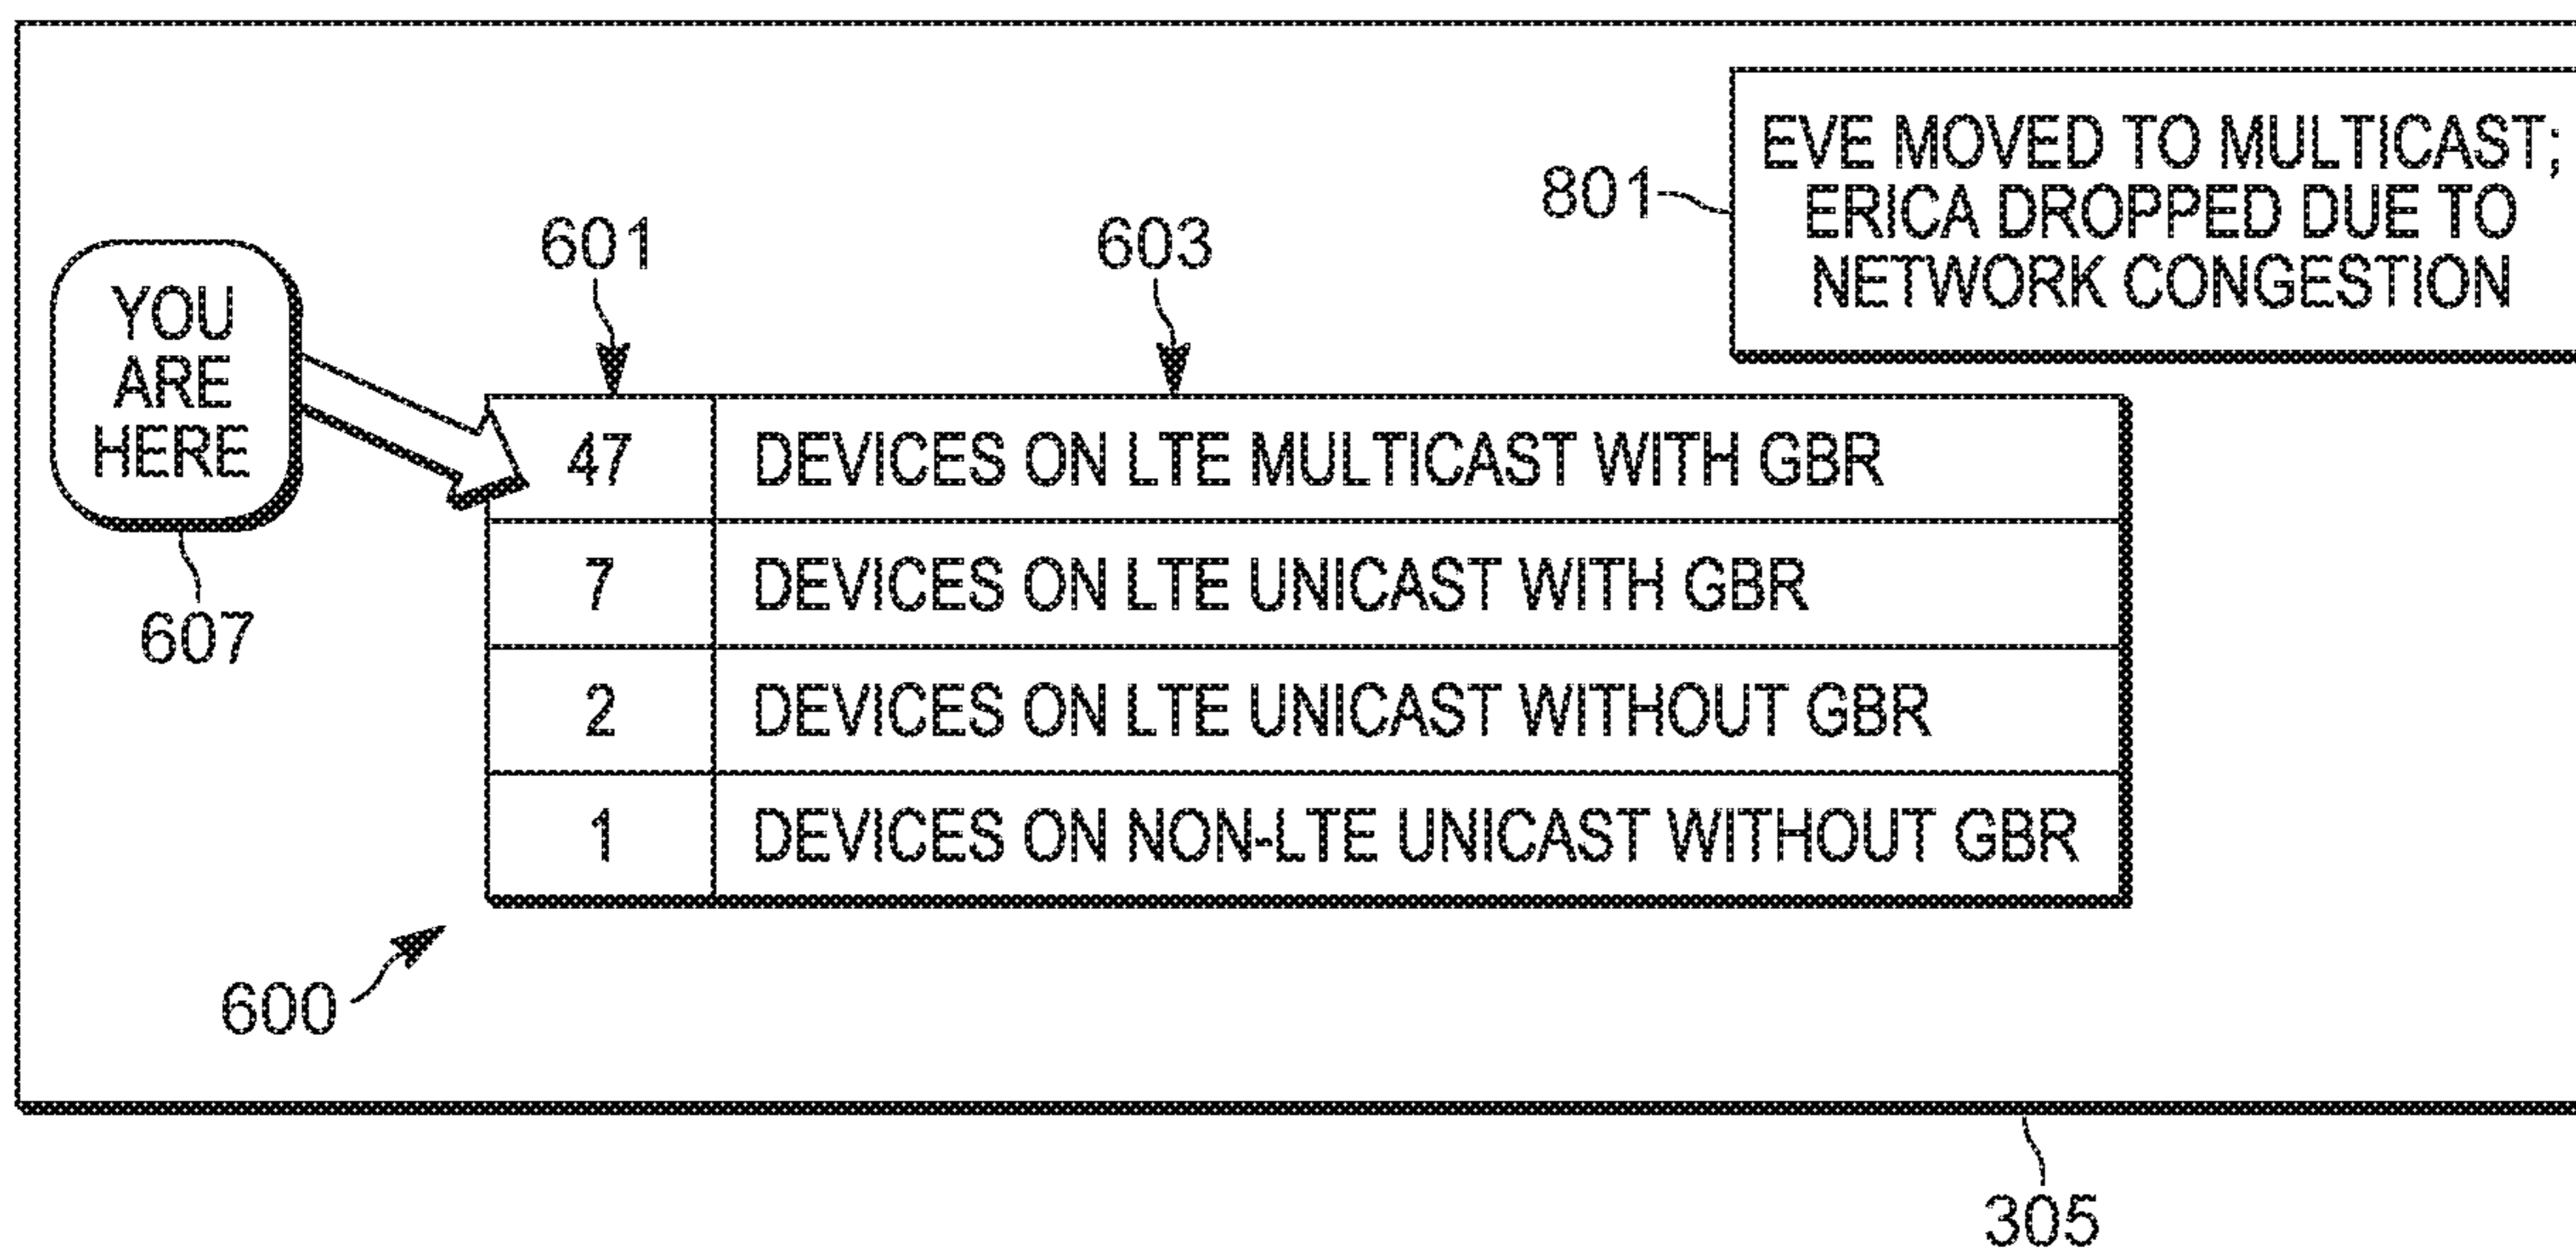 EVE MOVED TO MULTICAST;
ERICA DROPPED DUE TO
NETWORK CONGESTION
801
601
603
YOU
ARE
HERE
607
47 DEVICES ON LTE MULTICAST WITH GBR
7 DEVICES ON LTE UNICAST WITH GBR
2 DEVICES ON LTE UNICAST WITHOUT GBR
1 DEVICES ON NON-LTE UNICAST WITHOUT GBR
600
305